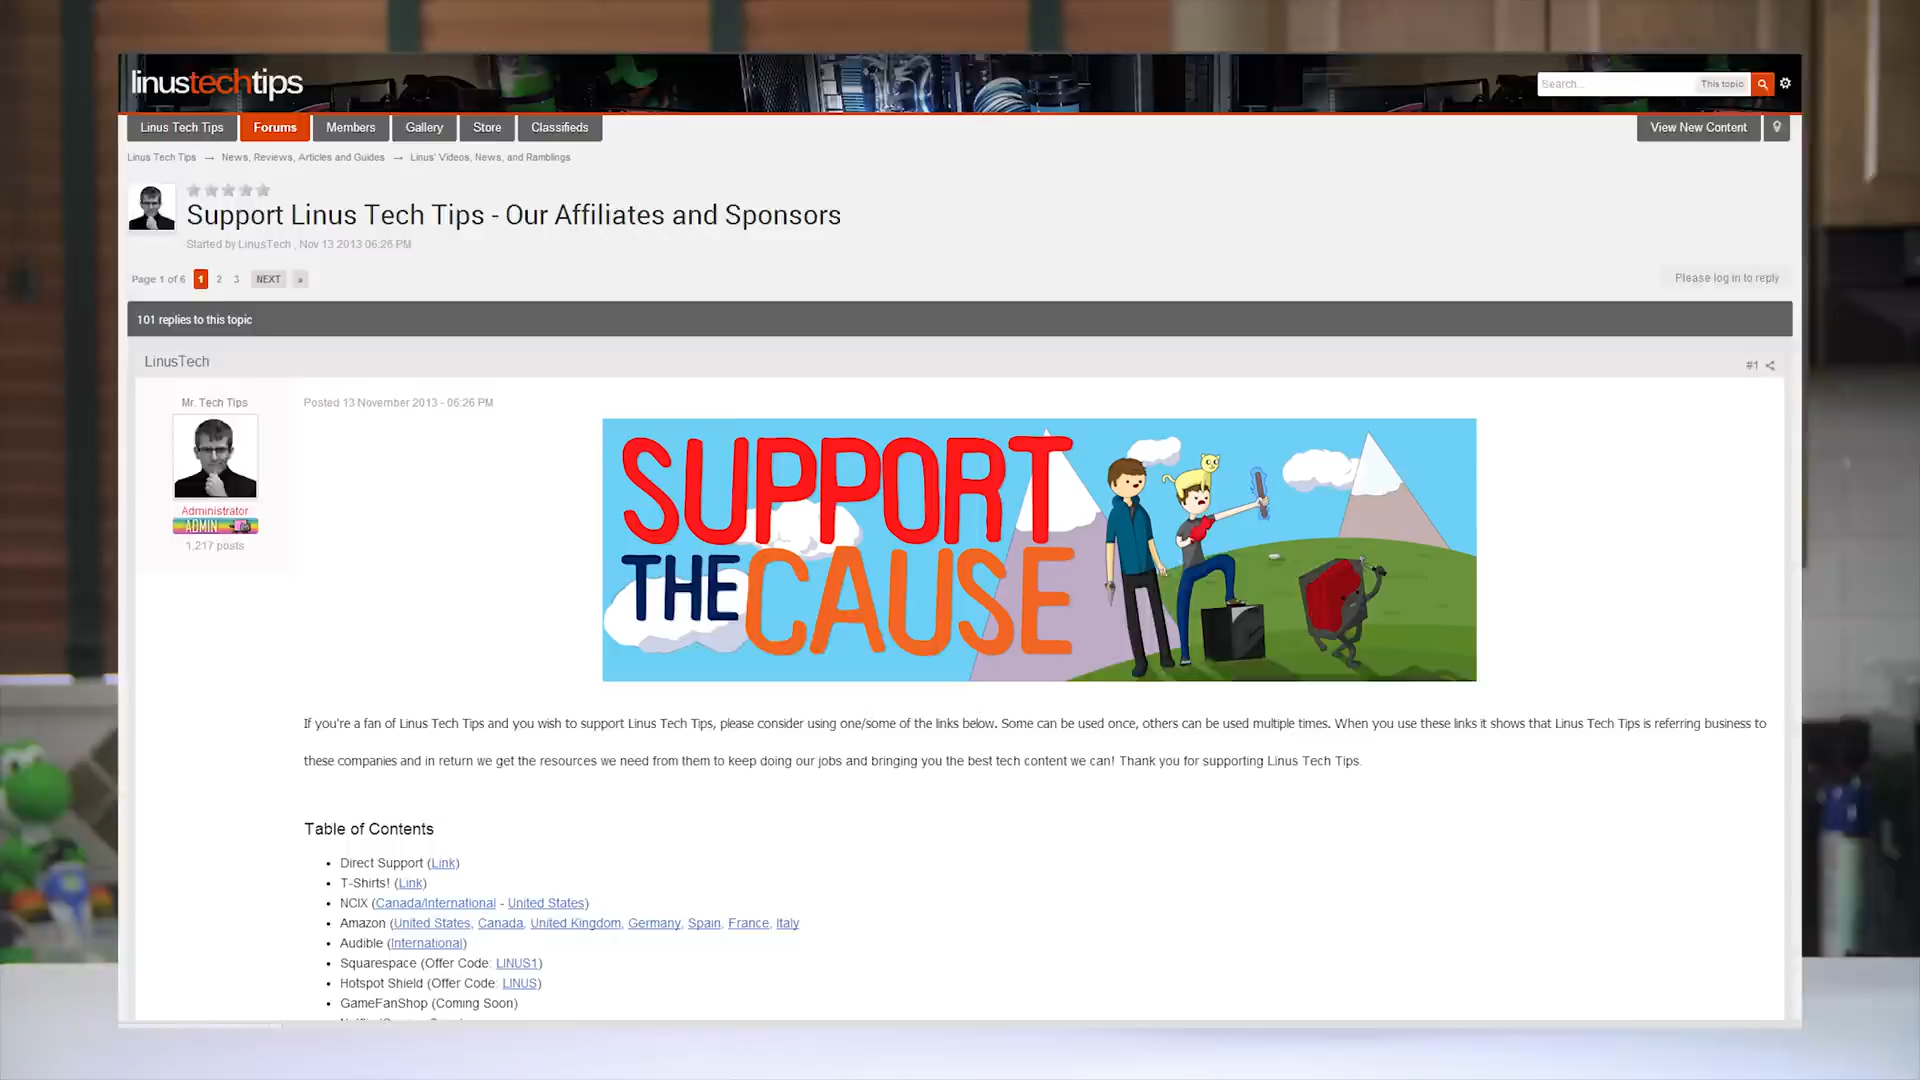 linustechtips
Search...
This topic
Linus Tech Tips
Forums
Members
Gallery
Store
Classifieds
View New Content
Linus Tech Tips → News, Reviews, Articles and Guides → Linus' Videos, News, and Ramblings
Support Linus Tech Tips - Our Affiliates and Sponsors
Started by LinusTech , Nov 13 2013 06:26 PM
Page 1 of 6 1 2 3 NEXT »
Please log in to reply
101 replies to this topic
LinusTech
#1
Mr. Tech Tips
Posted 13 November 2013 - 06:26 PM
Administrator
ADMIN
1,217 posts
SUPPORT
THE CAUSE
If you're a fan of Linus Tech Tips and you wish to support Linus Tech Tips, please consider using one/some of the links below. Some can be used once, others can be used multiple times. When you use these links it shows that Linus Tech Tips is referring business to
these companies and in return we get the resources we need from them to keep doing our jobs and bringing you the best tech content we can! Thank you for supporting Linus Tech Tips.
Table of Contents
• Direct Support (Link)
• T-Shirts! (Link)
• NCIX (Canada/International - United States)
• Amazon (United States, Canada, United Kingdom, Germany, Spain, France, Italy
• Audible (International)
• Squarespace (Offer Code: LINUS1)
• Hotspot Shield (Offer Code: LINUS)
• GameFanShop (Coming Soon)